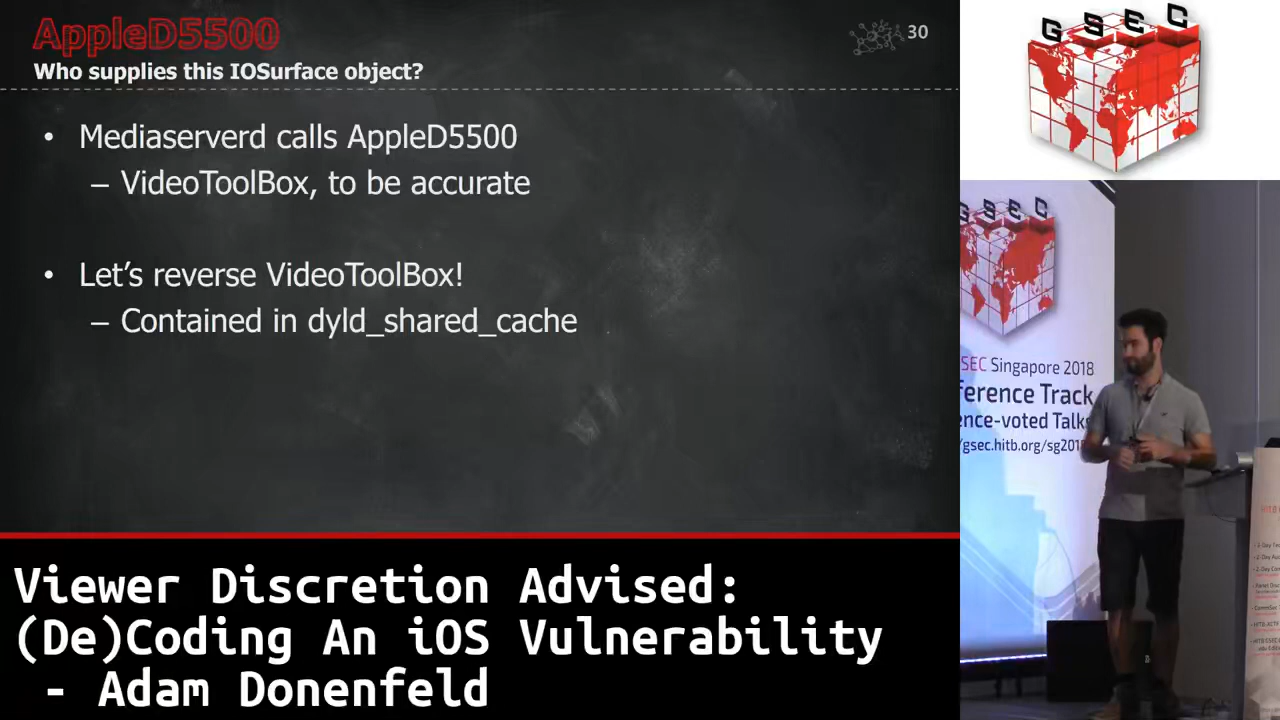 AppleD5500
30
Who supplies this IOSurface object?
• Mediaserverd calls AppleD5500
– VideoToolBox, to be accurate
• Let’s reverse VideoToolBox!
– Contained in dyld_shared_cache
Viewer Discretion Advised:
(De)Coding An iOS Vulnerability
- Adam Donenfeld
GSEC
GSEC
SEC Singapore 2018
ference Track
ence-voted Talks
/gsec.hitb.org/sg2018